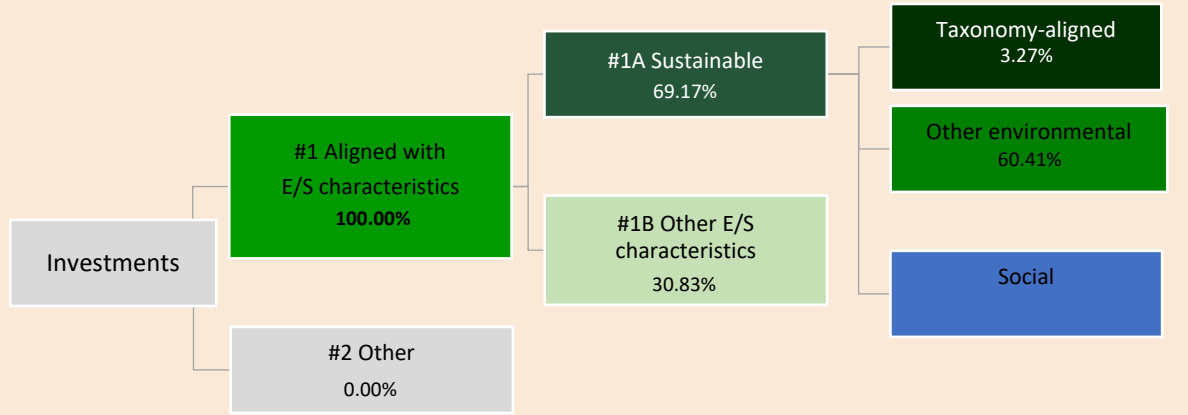 Investments
#1 Aligned with
E/S characteristics
100.00%
#2 Other
0.00%
#1A Sustainable
69.17%
#1B Other E/S
characteristics
30.83%
Taxonomy-aligned
3.27%
Other environmental
60.41%
Social